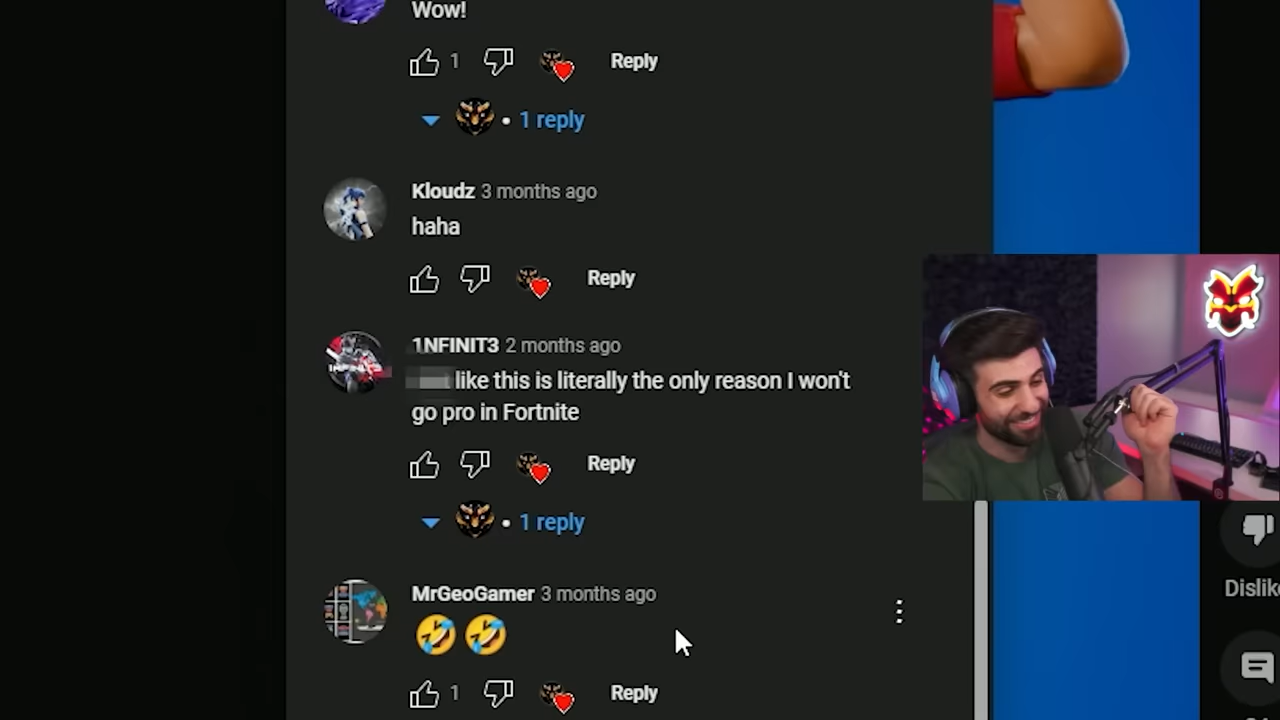 Wow!
1
Reply
1 reply
Kloudz 3 months ago
haha
Reply
1NFINIT3 2 months ago
like this is literally the only reason I won't
go pro in Fortnite
Reply
1 reply
MrGeoGamer 3 months ago
🤣🤣
1
Reply
Dislik